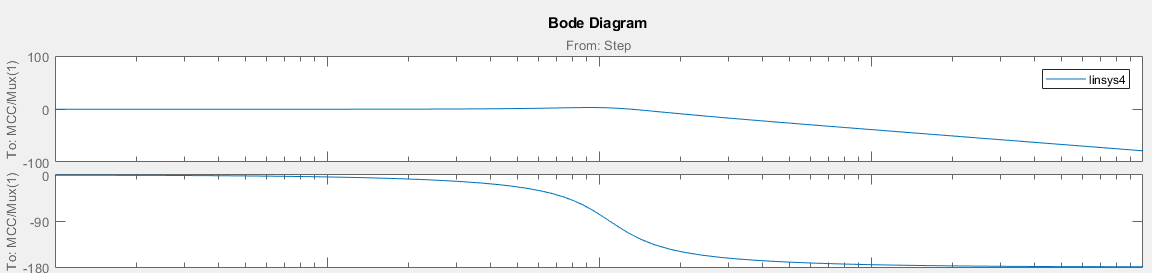 Bode Diagram
From: Step
To: MCC/Mux(1)
100
0
-100
linsys4
To: MCC/Mux(1)
0
-90
-180